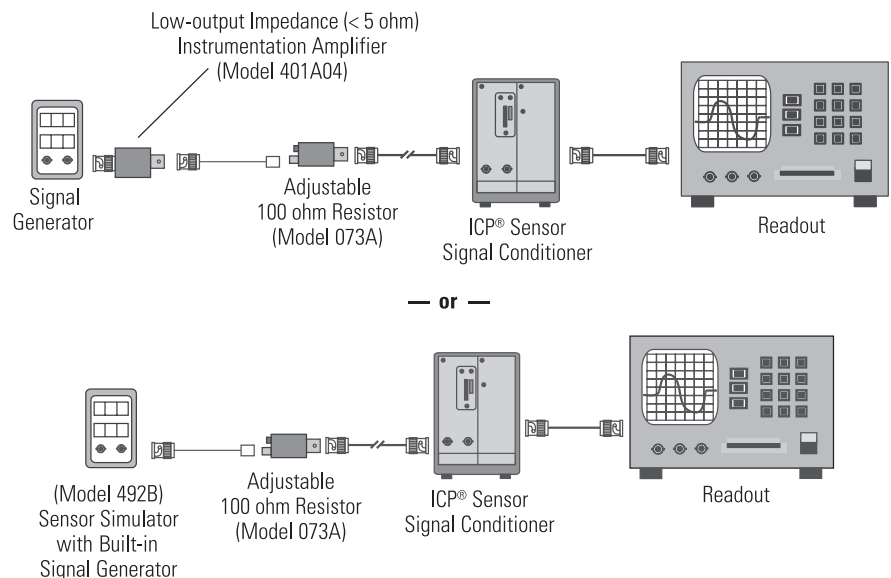 Low-output Impedance (< 5 ohm)
Instrumentation Amplifier
(Model 401A04)
Signal
Generator
Adjustable
100 ohm Resistor
(Model 073A)
ICP® Sensor
Signal Conditioner
Readout
— or —
(Model 492B)
Sensor Simulator
with Built-in
Signal Generator
Adjustable
100 ohm Resistor
(Model 073A)
ICP® Sensor
Signal Conditioner
Readout